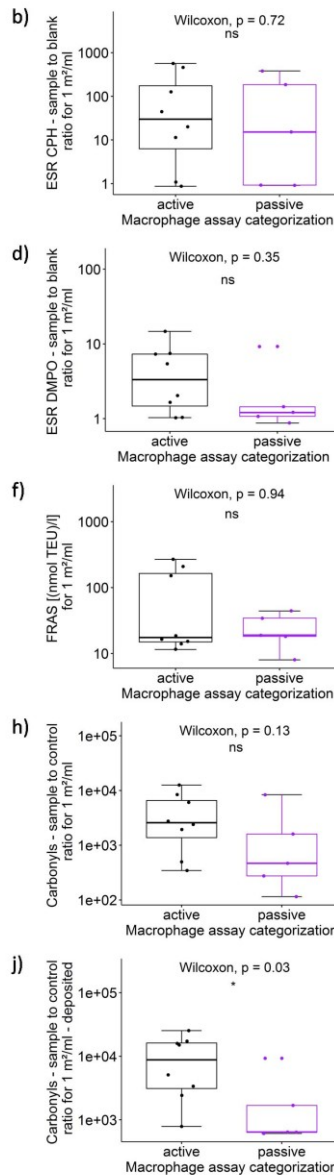 b)
Wilcoxon, p = 0.72
ns
ESR CPH - sample to blank
ratio for 1 m²/ml
1000
100
10
1
active passive
Macrophage assay categorization
d)
Wilcoxon, p = 0.35
ns
ESR DMPO - sample to blank
ratio for 1 m²/ml
100
10
1
active passive
Macrophage assay categorization
f)
Wilcoxon, p = 0.94
ns
FRAS [(nmol TEU)/l]
for 1 m²/ml
1000
100
10
active passive
Macrophage assay categorization
h)
Wilcoxon, p = 0.13
ns
Carbonyls - sample to control
ratio for 1 m²/ml
1e+05
1e+04
1e+03
1e+02
active passive
Macrophage assay categorization
j)
Wilcoxon, p = 0.03
*
Carbonyls - sample to control
ratio for 1 m²/ml - deposited
1e+05
1e+04
1e+03
active passive
Macrophage assay categorization